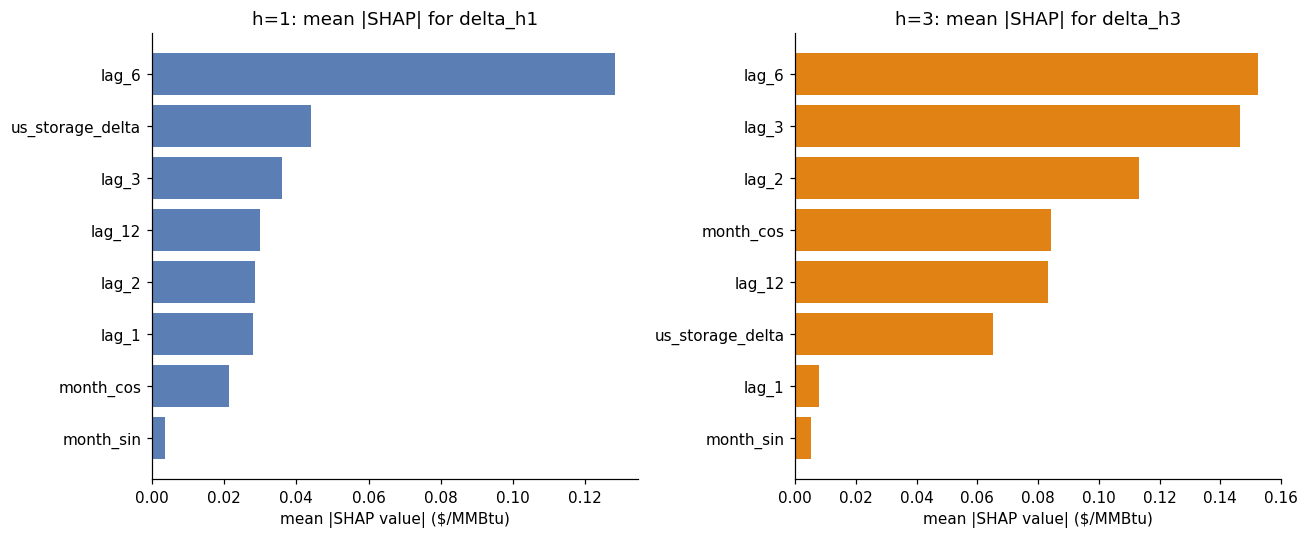 h=1: mean |SHAP| for delta_h1
lag_6
us_storage_delta
lag_3
lag_12
lag_2
lag_1
month_cos
month_sin
0.00 0.02 0.04 0.06 0.08 0.10 0.12
mean |SHAP value| ($/MMBtu)
h=3: mean |SHAP| for delta_h3
lag_6
lag_3
lag_2
month_cos
lag_12
us_storage_delta
lag_1
month_sin
0.00 0.02 0.04 0.06 0.08 0.10 0.12 0.14 0.16
mean |SHAP value| ($/MMBtu)